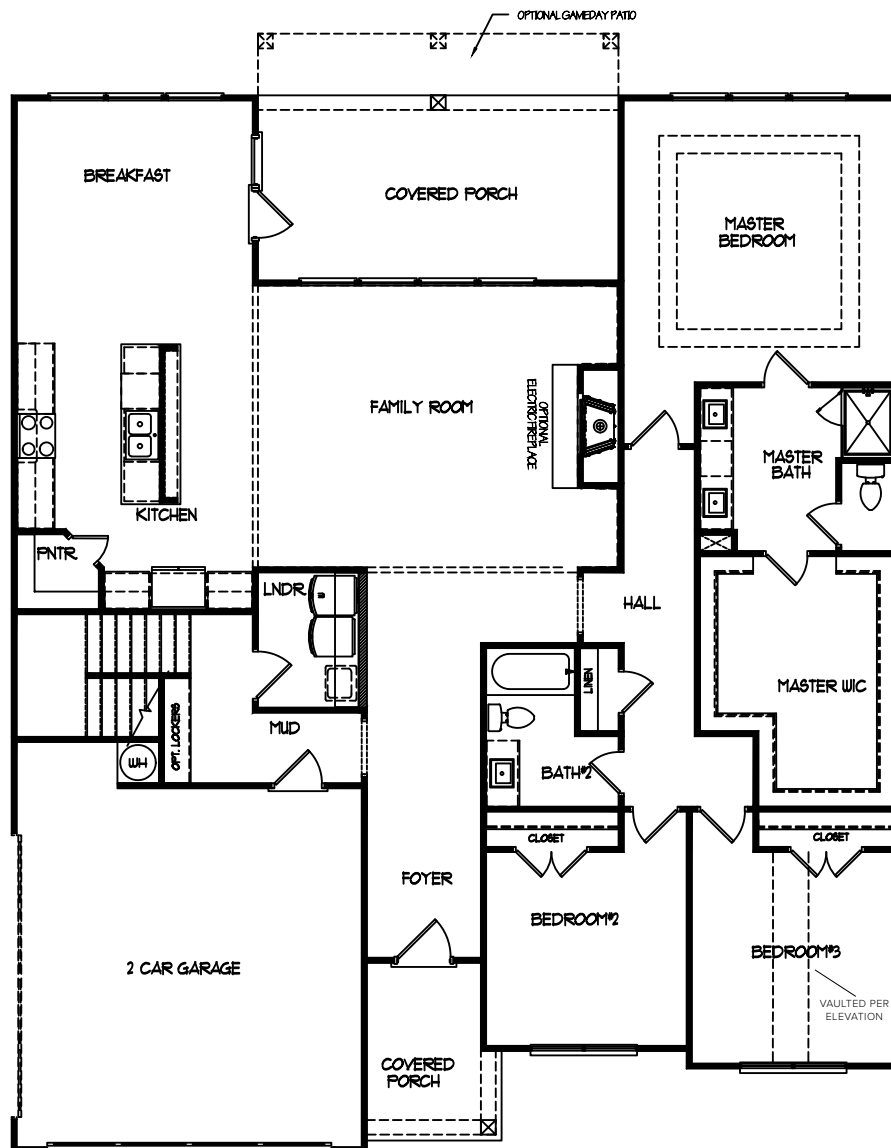 OPTIONAL GAMEDAY PATIO
BREAKFAST
COVERED PORCH
MASTER
BEDROOM
FAMILY ROOM
OPTIONAL
ELECTRIC FIREPLACE
MASTER
BATH
KITCHEN
PNTR.
LNDR.
HALL
LINEN
MASTER WIC
OPT. LOCKERS
MUD
WH
BATH#2
CLOSET
CLOSET
FOYER
BEDROOM#2
2 CAR GARAGE
BEDROOM#3
VAULTED PER
ELEVATION
COVERED
PORCH